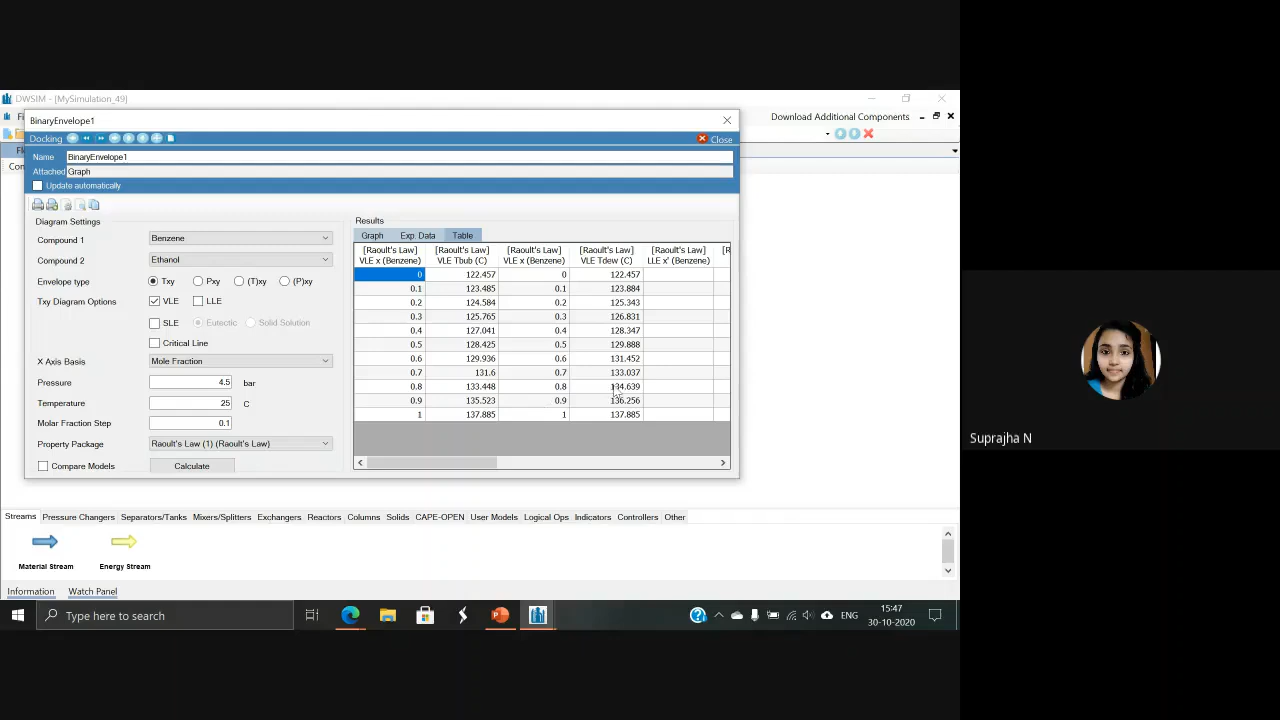 DWSIM - [MySimulation_49]
BinaryEnvelope1
Download Additional Components
Docking
Close
Name BinaryEnvelope1
Attached Graph
Update automatically
Diagram Settings
Compound 1 Benzene
Compound 2 Ethanol
Envelope type Txy Pxy (T)xy (P)xy
Txy Diagram Options VLE LLE
SLE Eutectic Solid Solution
Critical Line
X Axis Basis Mole Fraction
Pressure 4.5 bar
Temperature 25 C
Molar Fraction Step 0.1
Property Package Raoult's Law (1) (Raoult's Law)
Compare Models Calculate
Results
Graph Exp. Data Table
[Raoult's Law] [Raoult's Law] [Raoult's Law] [Raoult's Law] [Raoult's Law] [R
VLE x (Benzene) VLE Tbub (C) VLE x (Benzene) VLE Tdew (C) LLE x' (Benzene)
0 122.457 0 122.457
0.1 123.485 0.1 123.884
0.2 124.584 0.2 125.343
0.3 125.765 0.3 126.831
0.4 127.041 0.4 128.347
0.5 128.425 0.5 129.888
0.6 129.936 0.6 131.452
0.7 131.6 0.7 133.037
0.8 133.448 0.8 134.639
0.9 135.523 0.9 136.256
1 137.885 1 137.885
Streams Pressure Changers Separators/Tanks Mixers/Splitters Exchangers Reactors Columns Solids CAPE-OPEN User Models Logical Ops Indicators Controllers Other
Material Stream Energy Stream
Information Watch Panel
Type here to search
ENG
15:47
30-10-2020
Suprajha N